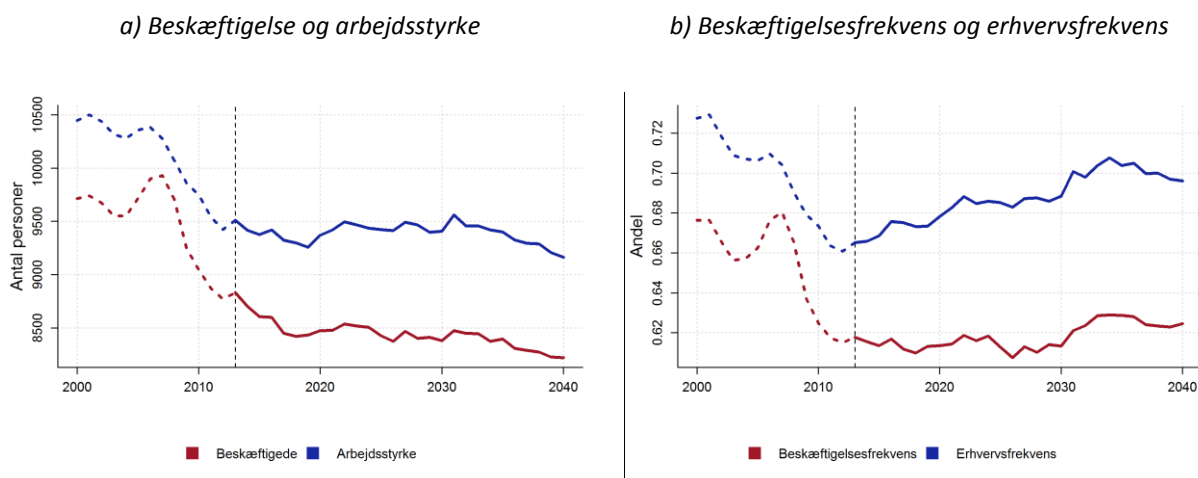 a) Beskæftigelse og arbejdsstyrke
b) Beskæftigelsesfrekvens og erhvervsfrekvens
Antal personer
10500
10000
9500
9000
8500
2000 2010 2020 2030 2040
Beskæftigede Arbejdsstyrke
Andel
0.72
0.70
0.68
0.66
0.64
0.62
2000 2010 2020 2030 2040
Beskæftigelsesfrekvens Erhvervsfrekvens